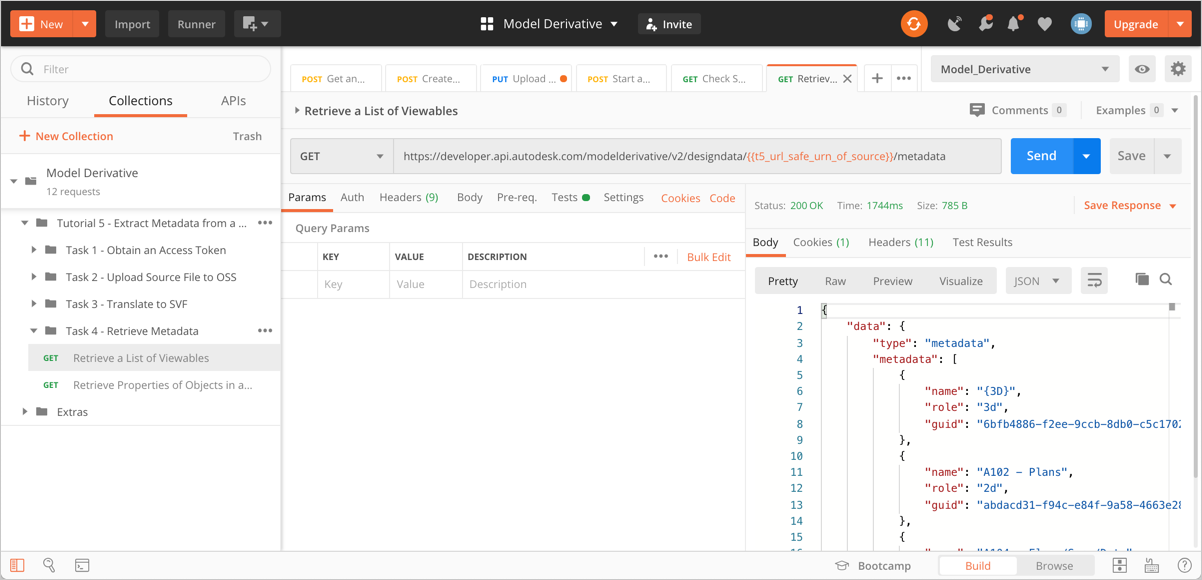 New
Import
Runner
Model Derivative
Invite
Upgrade
Filter
History
Collections
APIs
New Collection
Trash
Model Derivative
12 requests
Tutorial 5 - Extract Metadata from a ...
Task 1 - Obtain an Access Token
Task 2 - Upload Source File to OSS
Task 3 - Translate to SVF
Task 4 - Retrieve Metadata
GET Retrieve a List of Viewables
GET Retrieve Properties of Objects in a...
Extras
POST Get an...
POST Create...
PUT Upload ...
POST Start a...
GET Check S...
GET Retriev...
Model_Derivative
Retrieve a List of Viewables
Comments 0
Examples 0
GET
https://developer.api.autodesk.com/modelderivative/v2/designdata/{{t5_url_safe_urn_of_source}}/metadata
Send
Save
Params
Auth
Headers (9)
Body
Pre-req.
Tests
Settings
Cookies
Code
Query Params
KEY
VALUE
DESCRIPTION
Bulk Edit
Key
Value
Description
Status: 200 OK
Time: 1744ms
Size: 785 B
Save Response
Body
Cookies (1)
Headers (11)
Test Results
Pretty
Raw
Preview
Visualize
JSON
1 {
2 "data": {
3 "type": "metadata",
4 "metadata": [
5 {
6 "name": "{3D}",
7 "role": "3d",
8 "guid": "6bfb4886-f2ee-9ccb-8db0-c5c1702
9 },
10 {
11 "name": "A102 - Plans",
12 "role": "2d",
13 "guid": "abdacd31-f94c-e84f-9a58-4663e28
14 },
15 {
Bootcamp
Build
Browse